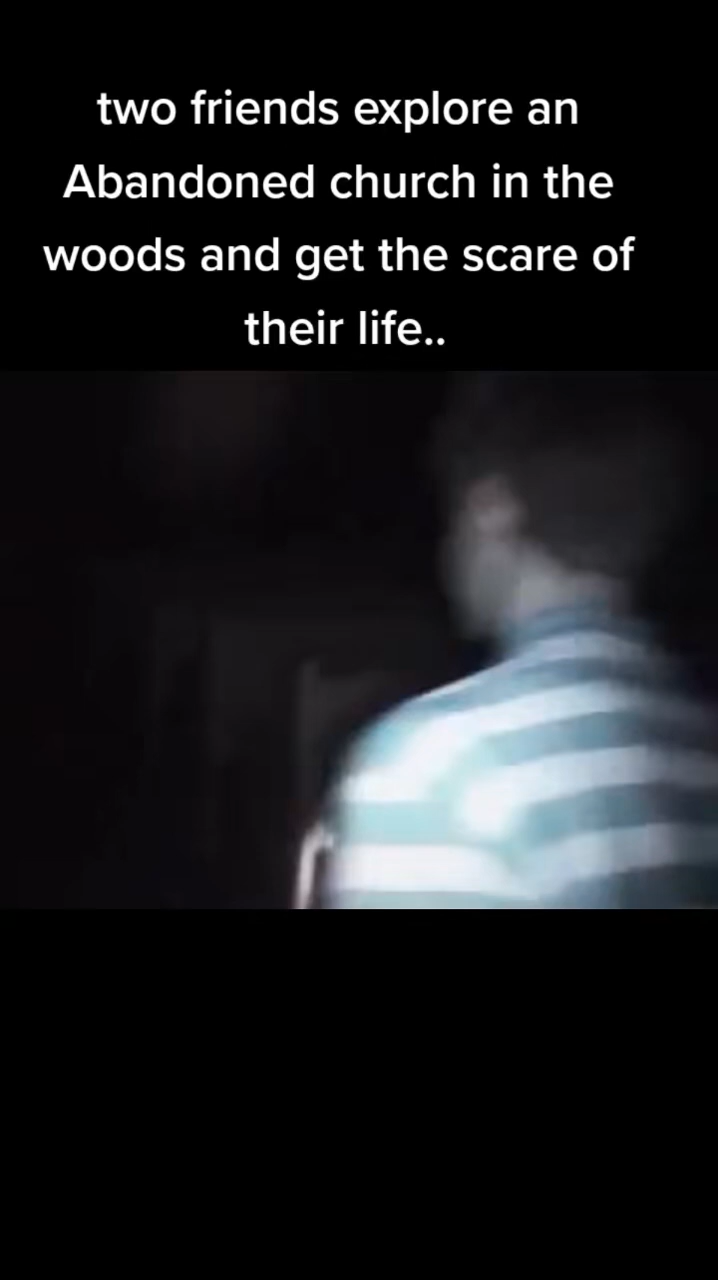 two friends explore an
Abandoned church in the
woods and get the scare of
their life..